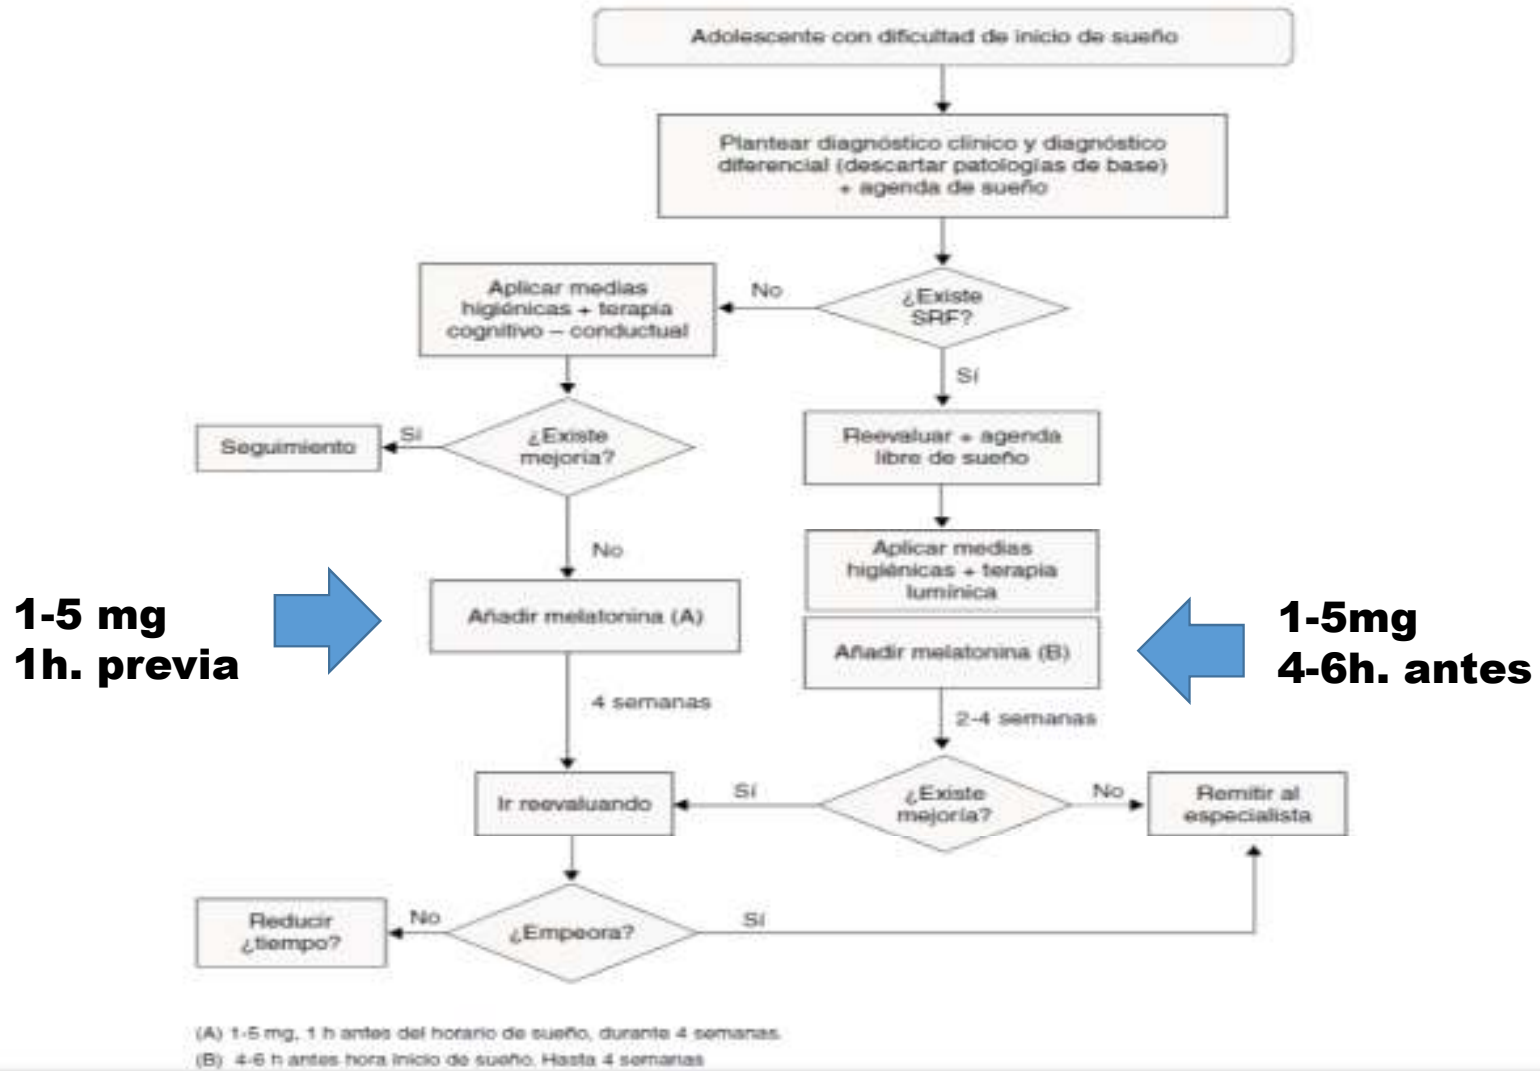 Adolescente con dificultad de inicio de sueño
Plantear diagnóstico clínico y diagnóstico
diferencial (descartar patologías de base)
+ agenda de sueño
Aplicar medias
higiénicas + terapia
cognitivo – conductual
No
¿Existe
SRF?
Sí
Seguimiento
Sí
¿Existe
mejoría?
Reevaluar + agenda
libre de sueño
No
Aplicar medias
higiénicas + terapia
lumínica
1-5 mg
1h. previa
Añadir melatonina (A)
Añadir melatonina (B)
1-5mg
4-6h. antes
4 semanas
2-4 semanas
Ir reevaluando
Sí
¿Existe
mejoría?
No
Remitir al
especialista
Reducir
¿tiempo?
No
¿Empeora?
Sí
(A) 1-5 mg, 1 h antes del horario de sueño, durante 4 semanas.
(B) 4-6 h antes hora inicio de sueño. Hasta 4 semanas